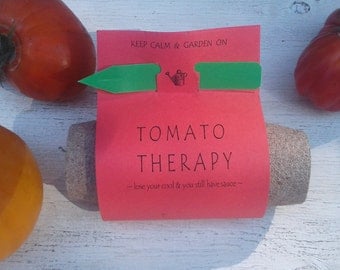 KEEP CALM & GARDEN ON
TOMATO
THERAPY
~ lose your cool & you still have sauce ~